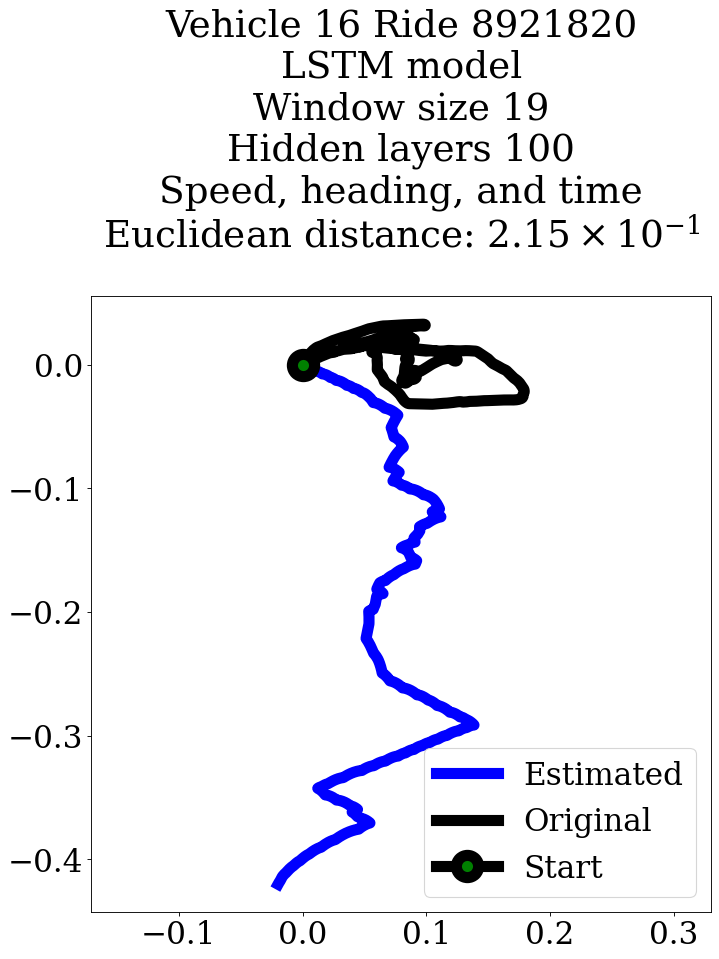 Vehicle 16 Ride 8921820
LSTM model
Window size 19
Hidden layers 100
Speed, heading, and time
Euclidean distance: 2.15 × 10⁻¹
0.0
−0.1
−0.2
−0.3
−0.4
−0.1 0.0 0.1 0.2 0.3
Estimated
Original
Start